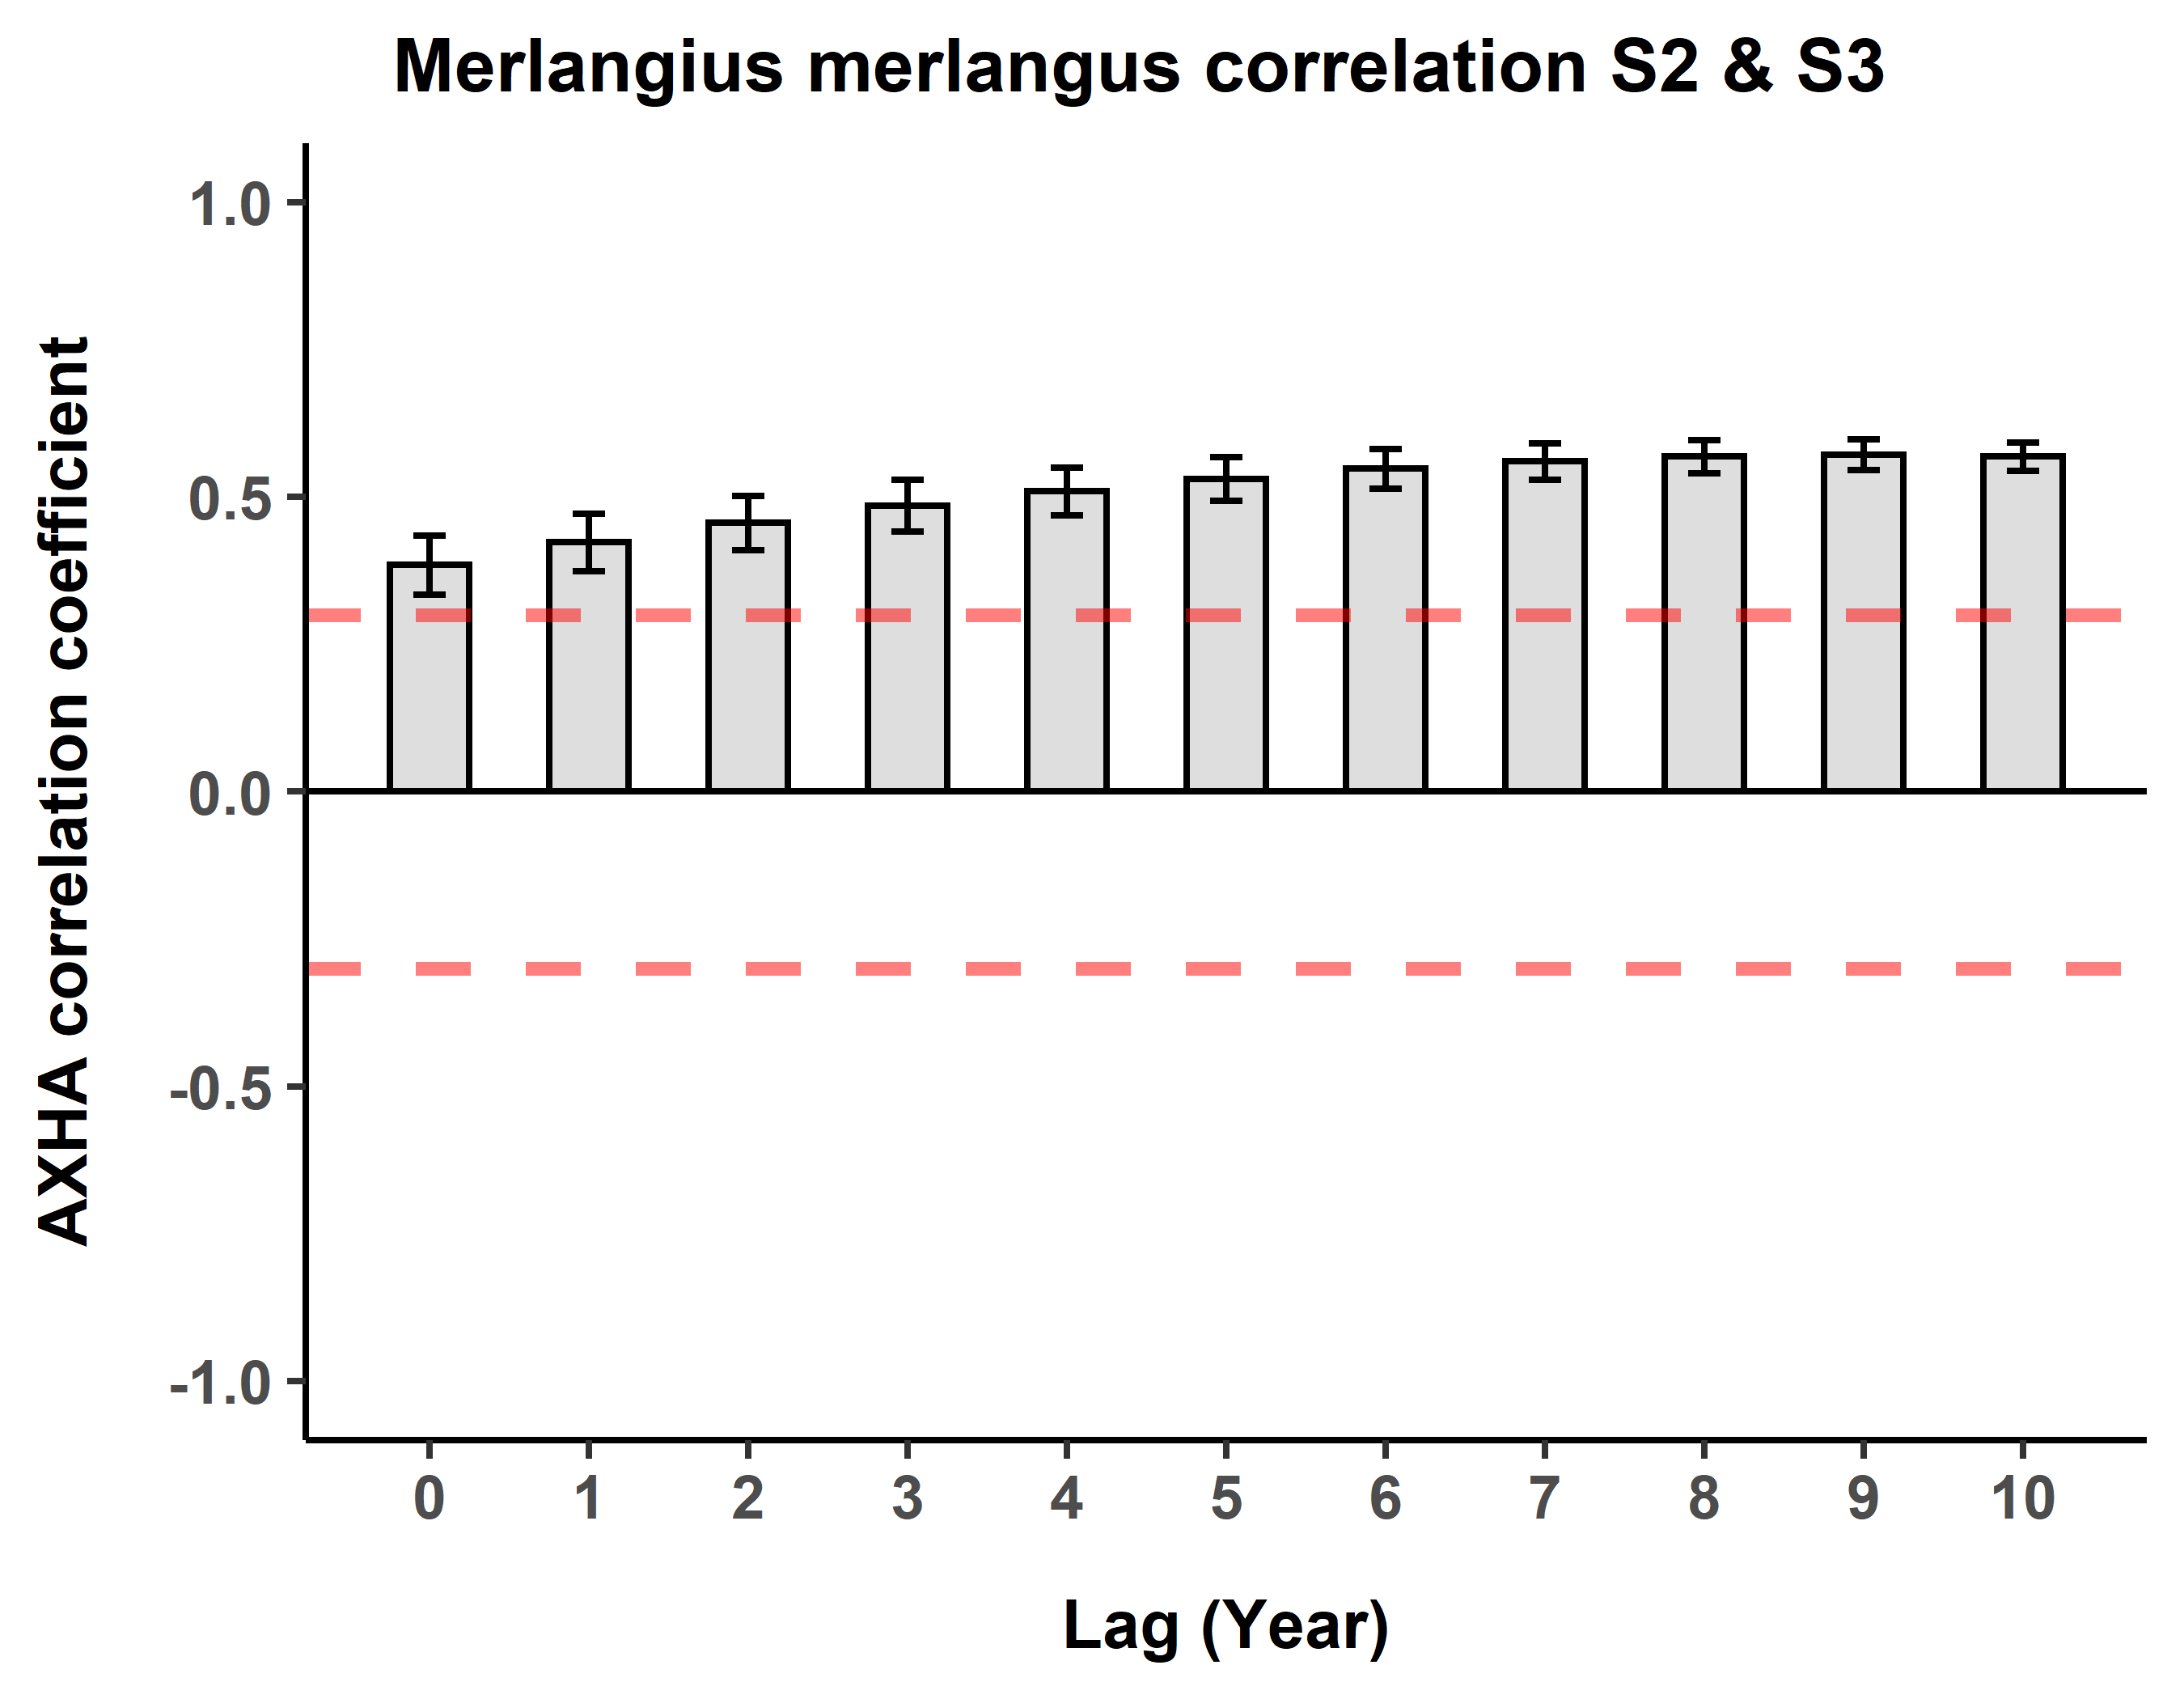 Merlangius merlangus correlation S2 & S3
AXHA correlation coefficient
1.0
0.5
0.0
-0.5
-1.0
0 1 2 3 4 5 6 7 8 9 10
Lag (Year)